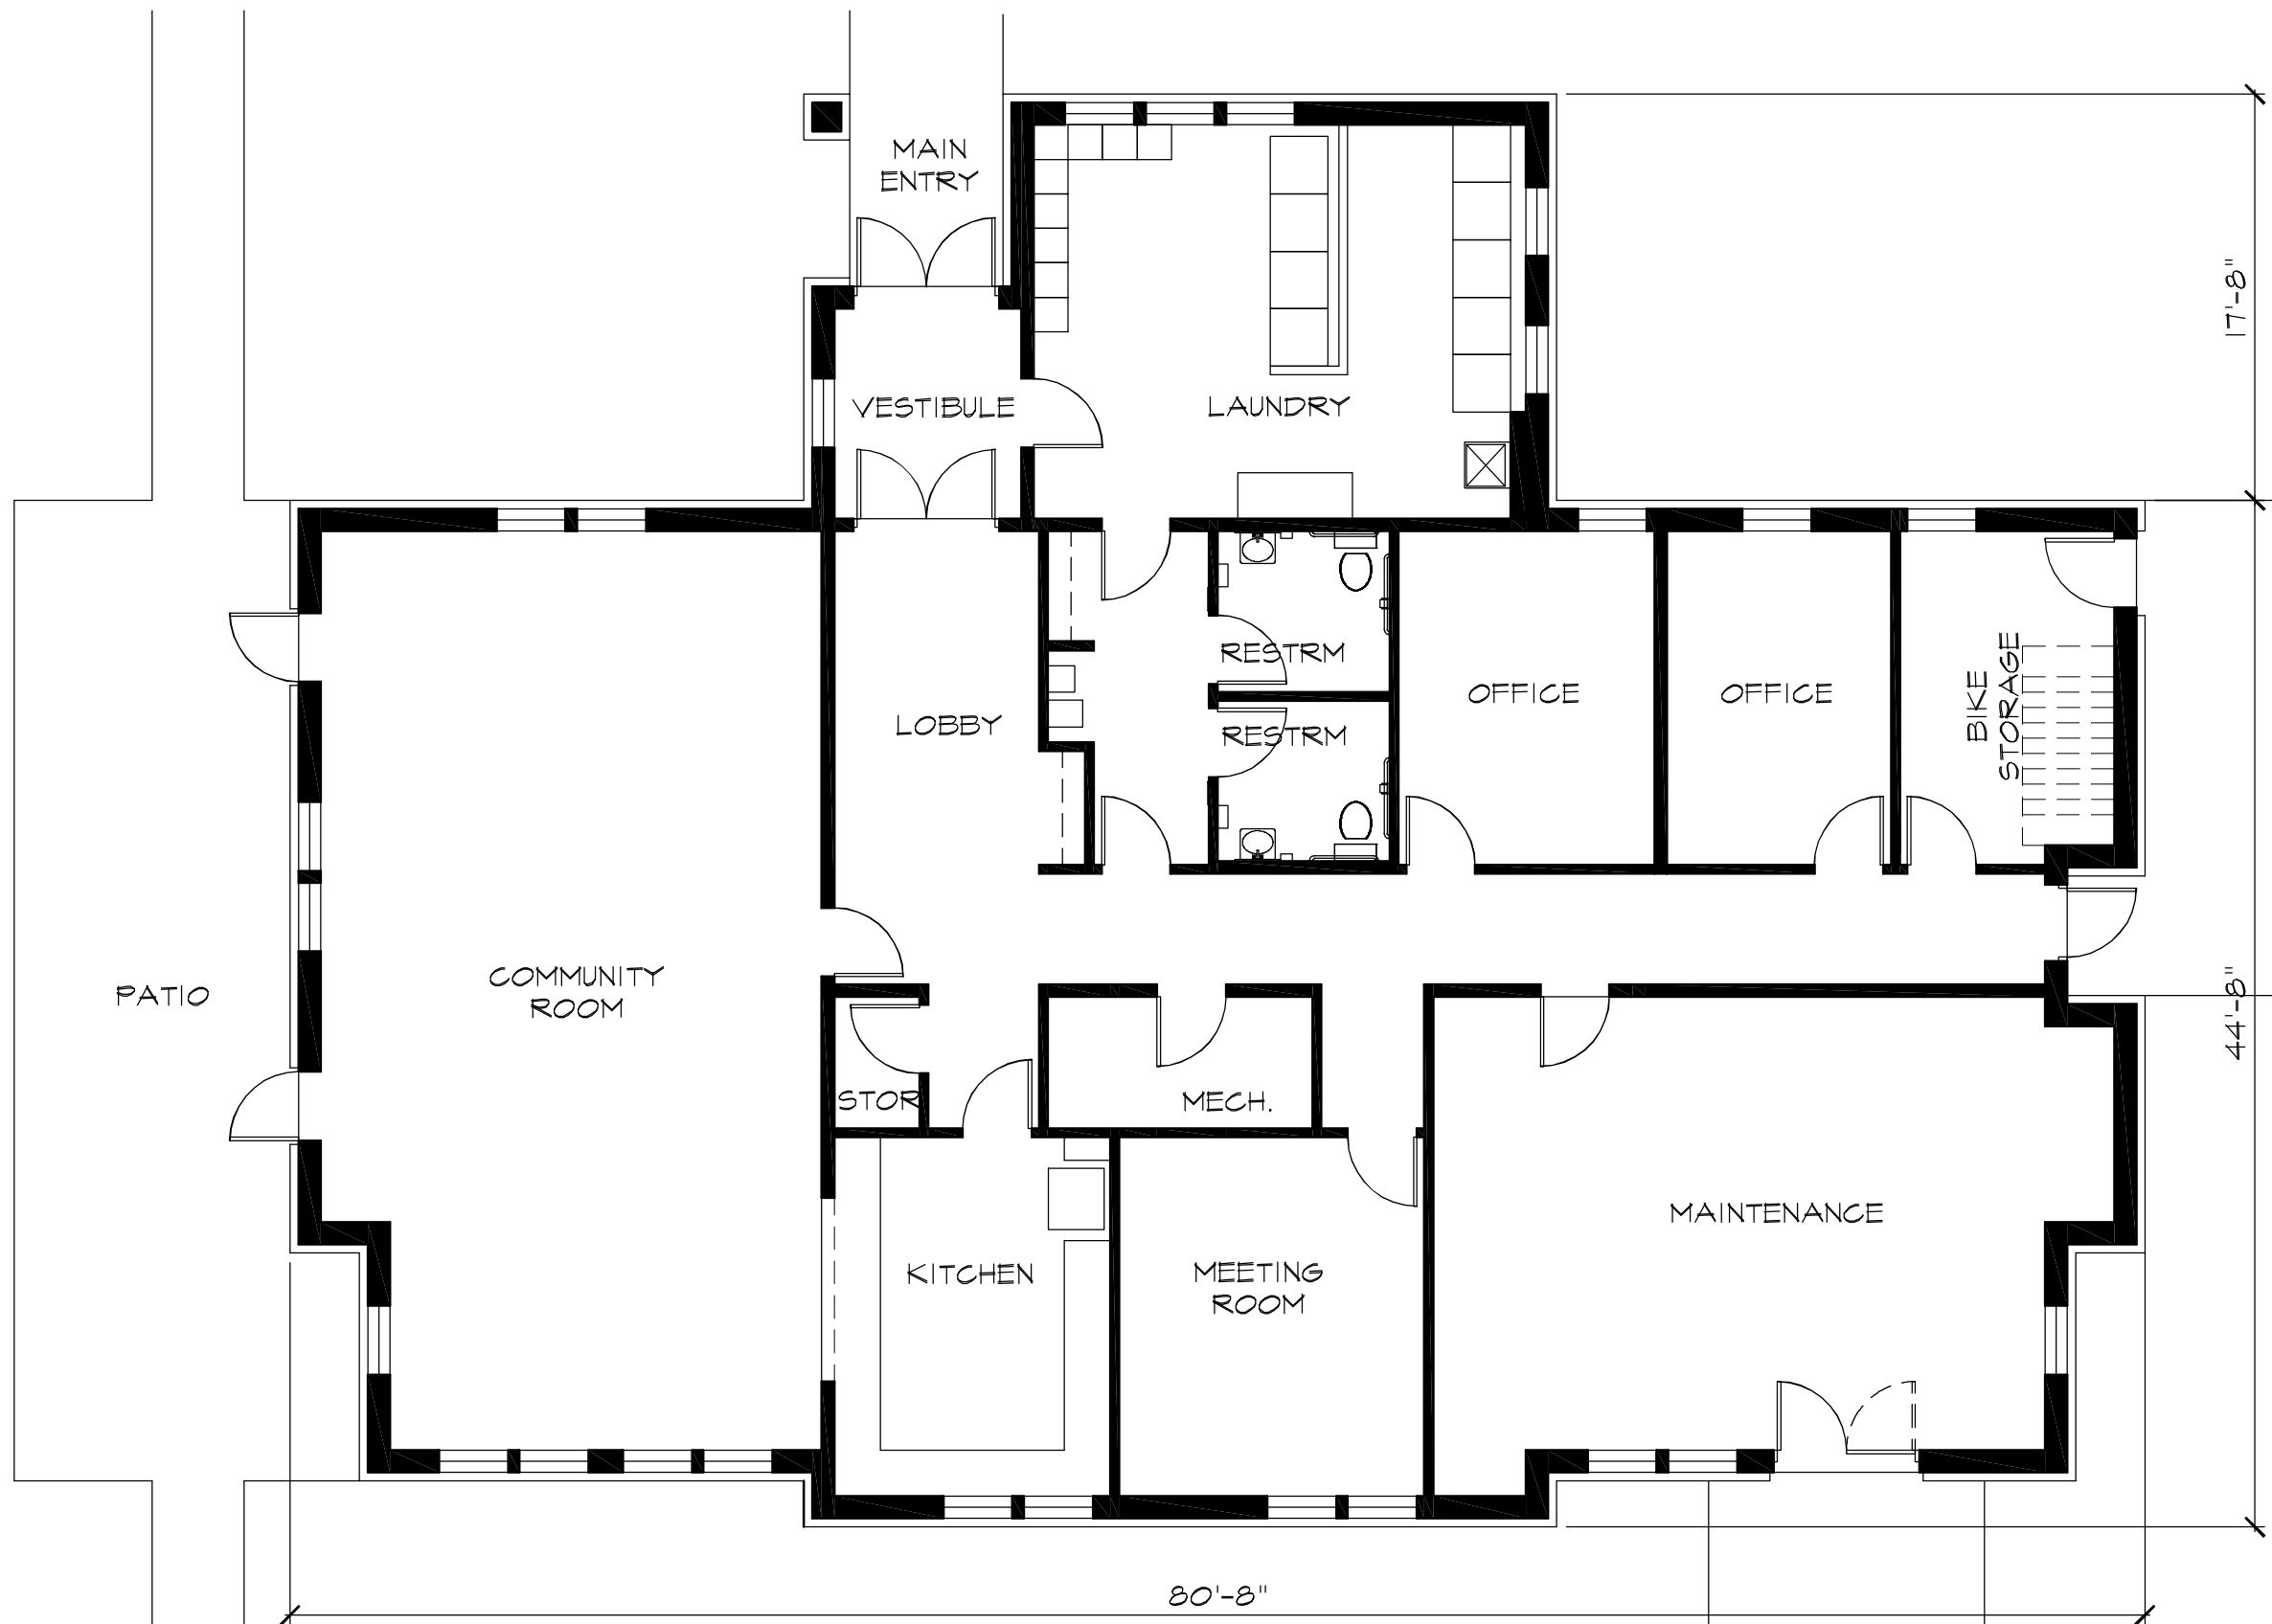 MAIN
ENTRY
17'-8"
VESTIBULE
LAUNDRY
RESTRM
OFFICE
OFFICE
BIKE
STORAGE
LOBBY
RESTRM
PATIO
COMMUNITY
ROOM
44'-8"
STOR
MECH.
MAINTENANCE
KITCHEN
MEETING
ROOM
80'-8"